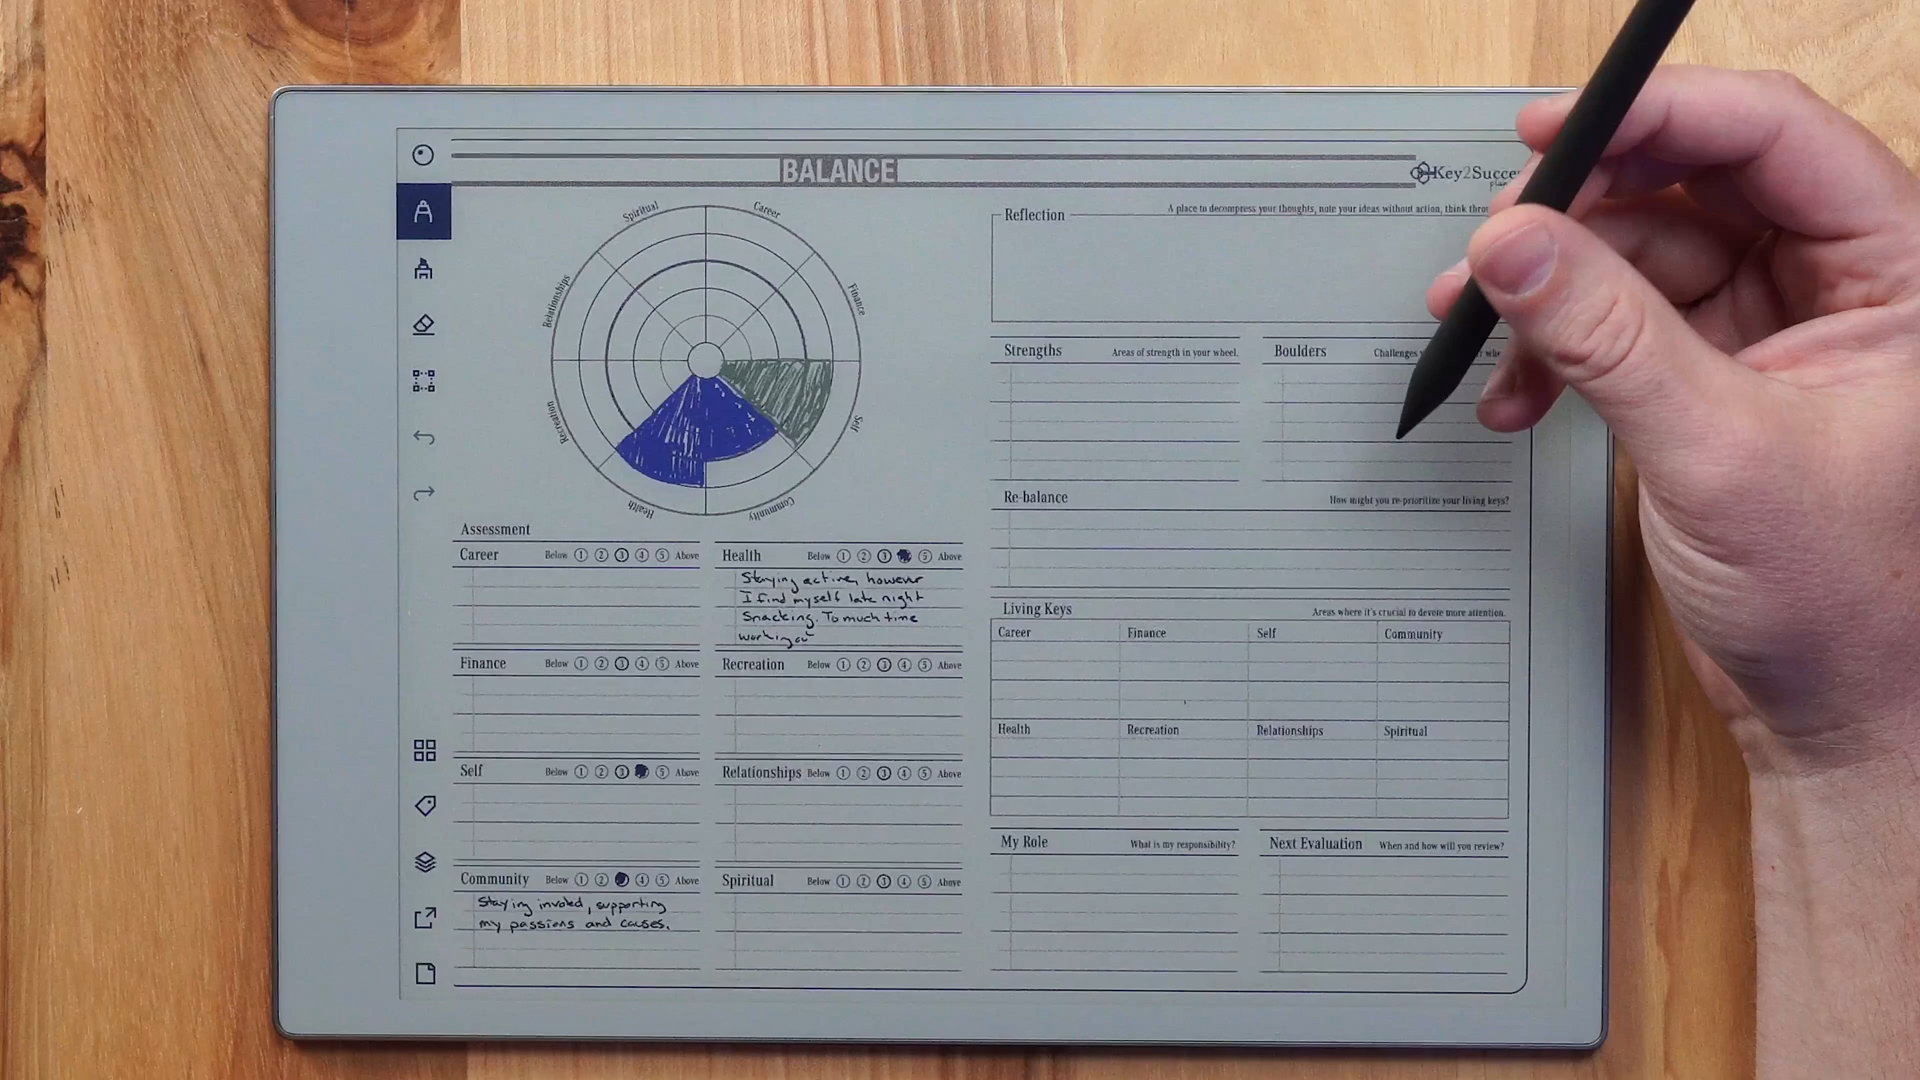 BALANCE
Key2Succe
Spiritual
Career
Relationships
Finance
Recreation
Self
Health
Community
Assessment
Career Below 1 2 3 4 5 Above
Health Below 1 2 3 5 Above
Staying active, however
I find myself late night
Snacking. To much time
working out
Finance Below 1 2 3 4 5 Above
Recreation Below 1 2 3 4 5 Above
Self Below 1 2 3 5 Above
Relationships Below 1 2 3 4 5 Above
Community Below 1 2 4 5 Above
Staying involed, supporting
my passions and causes.
Spiritual Below 1 2 3 4 5 Above
Reflection A place to decompress your thoughts, note your ideas without action, think
Strengths Areas of strength in your wheel.
Boulders Challenges
Re-balance How might you re-prioritize your living keys?
Living Keys Areas where it's crucial to devote more attention.
Career Finance Self Community
Health Recreation Relationships Spiritual
My Role What is my responsibility?
Next Evaluation When and how will you review?